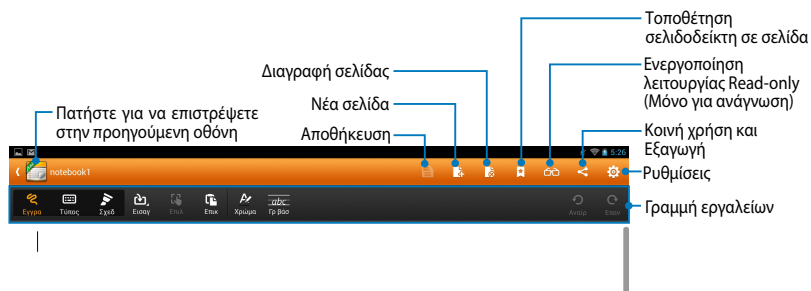 Τοποθέτηση
σελιδοδείκτη σε σελίδα
Διαγραφή σελίδας
Ενεργοποίηση
λειτουργίας Read-only
(Μόνο για ανάγνωση)
Νέα σελίδα
Πατήστε για να επιστρέψετε
στην προηγούμενη οθόνη
Αποθήκευση
Κοινή χρήση και
Εξαγωγή
5:26
notebook1
Ρυθμίσεις
Εγγρα Τύπος Σχεδ Εισαγ Επιλ Επικ Χρώμα abc Γρ βάσ Αναίρ Επαν
Γραμμή εργαλείων